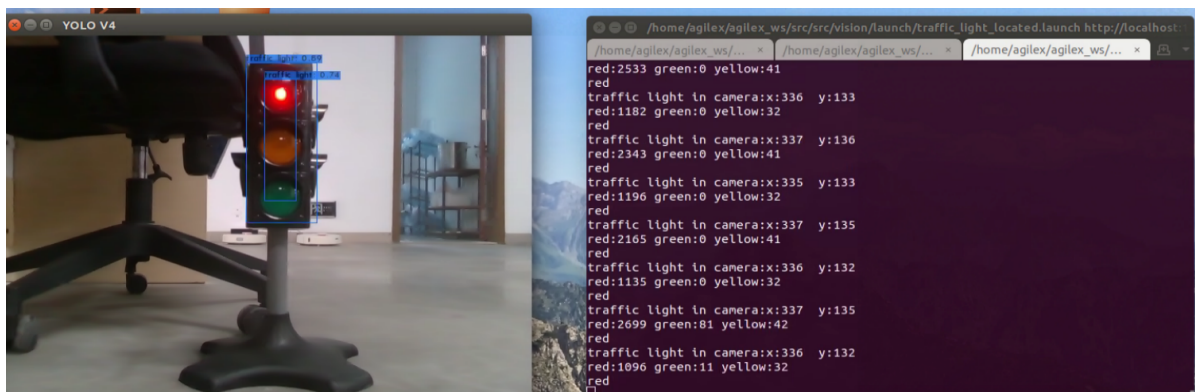 YOLO V4
traffic light 0.69
traffic light 0.74
/home/agilex/agilex_ws/src/src/vision/launch/traffic_light_located.launch http://localhost:
/home/agilex/agilex_ws/... × /home/agilex/agilex_ws/... × /home/agilex/agilex_ws/... ×
red:2533 green:0 yellow:41
red
traffic light in camera:x:336 y:133
red:1182 green:0 yellow:32
red
traffic light in camera:x:337 y:136
red:2343 green:0 yellow:41
red
traffic light in camera:x:335 y:133
red:1196 green:0 yellow:32
red
traffic light in camera:x:337 y:135
red:2165 green:0 yellow:41
red
traffic light in camera:x:336 y:132
red:1135 green:0 yellow:32
red
traffic light in camera:x:337 y:135
red:2699 green:81 yellow:42
red
traffic light in camera:x:336 y:132
red:1096 green:11 yellow:32
red